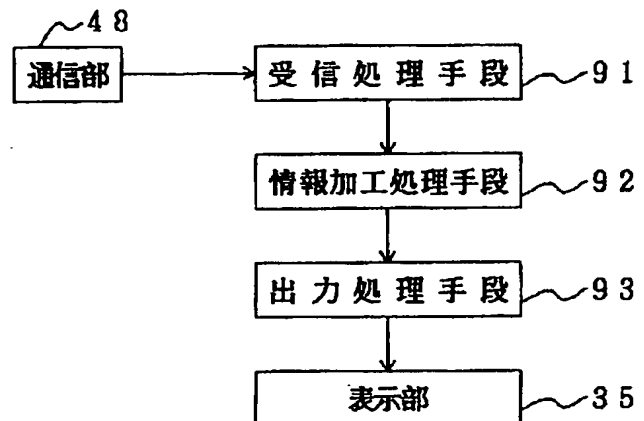 ４８
通信部
受信処理手段
９１
情報加工処理手段
９２
出力処理手段
９３
表示部
３５